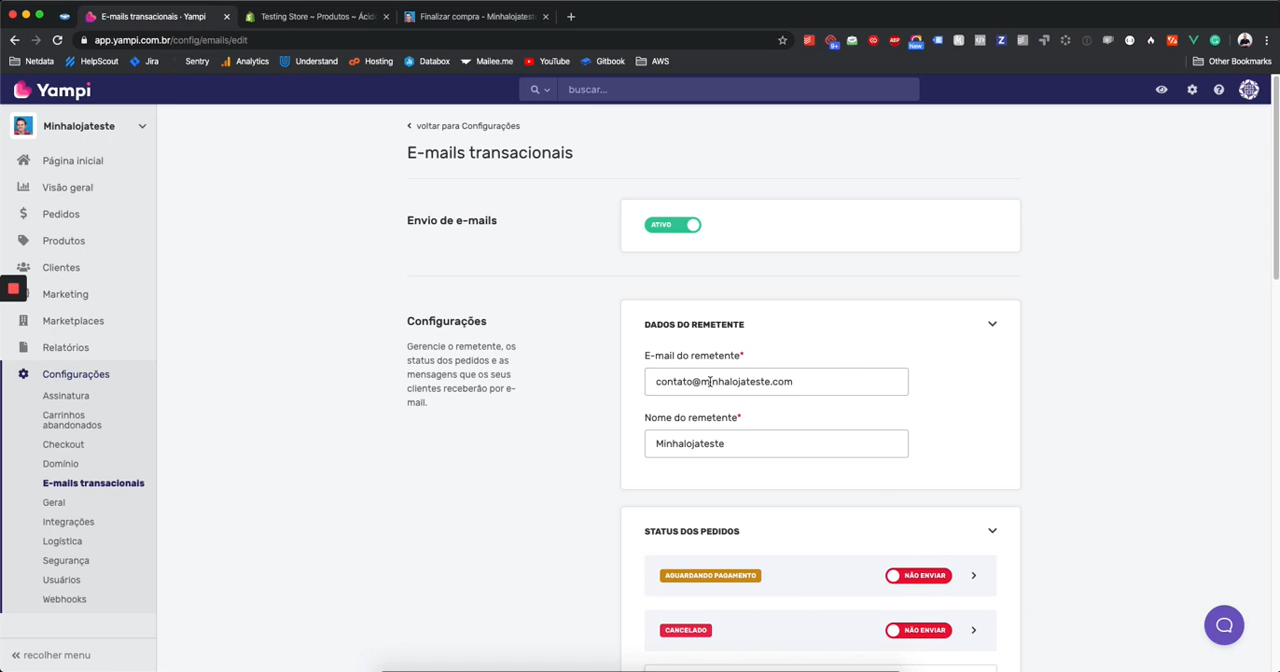 E-mails transacionais · Yampi
Testing Store ~ Produtos ~ Ácid
Finalizar compra - Minhalojatest
app.yampi.com.br/config/emails/edit
9+
ABP
New
Netdata
HelpScout
Jira
Sentry
Analytics
Understand
Hosting
Databox
Mailee.me
YouTube
Gitbook
AWS
Other Bookmarks
Yampi
buscar...
Minhalojateste
Página inicial
Visão geral
Pedidos
Produtos
Clientes
Marketing
Marketplaces
Relatórios
Configurações
Assinatura
Carrinhos
abandonados
Checkout
Domínio
E-mails transacionais
Geral
Integrações
Logística
Segurança
Usuários
Webhooks
recolher menu
voltar para Configurações
E-mails transacionais
Envio de e-mails
ATIVO
Configurações
Gerencie o remetente, os
status dos pedidos e as
mensagens que os seus
clientes receberão por e-
mail.
DADOS DO REMETENTE
E-mail do remetente*
contato@minhalojateste.com
Nome do remetente*
Minhalojateste
STATUS DOS PEDIDOS
AGUARDANDO PAGAMENTO
NÃO ENVIAR
CANCELADO
NÃO ENVIAR